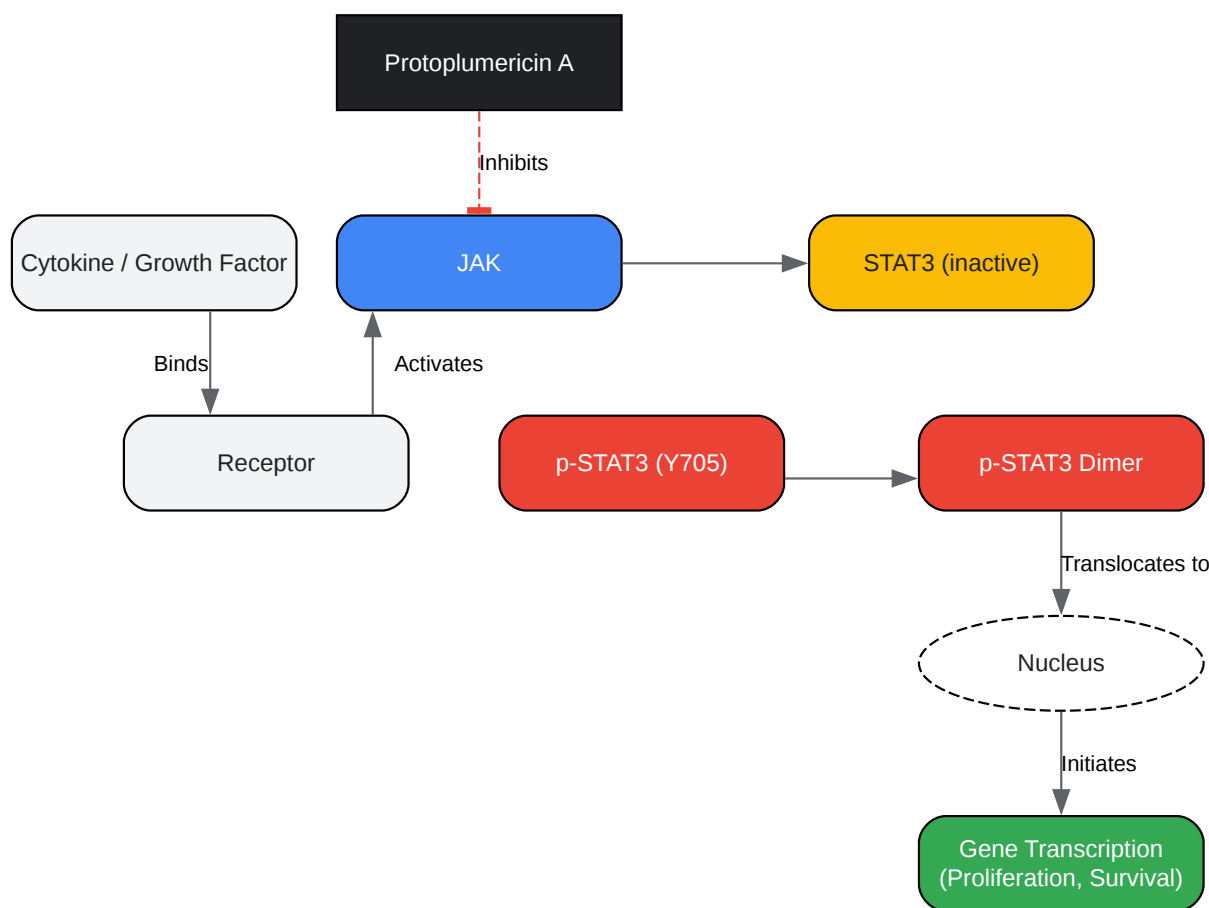 Protoplumericin A
Inhibits
Cytokine / Growth Factor
JAK
STAT3 (inactive)
Binds
Activates
Receptor
p-STAT3 (Y705)
p-STAT3 Dimer
Translocates to
Nucleus
Initiates
Gene Transcription
(Proliferation, Survival)